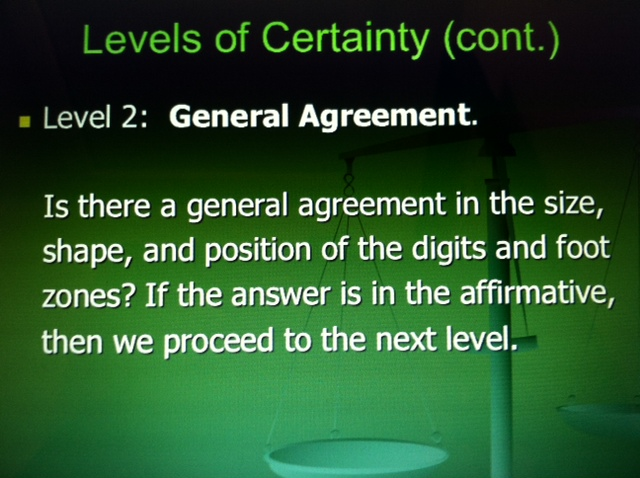 Levels of Certainty (cont.)
Level 2: General Agreement.
Is there a general agreement in the size,
shape, and position of the digits and foot
zones? If the answer is in the affirmative,
then we proceed to the next level.